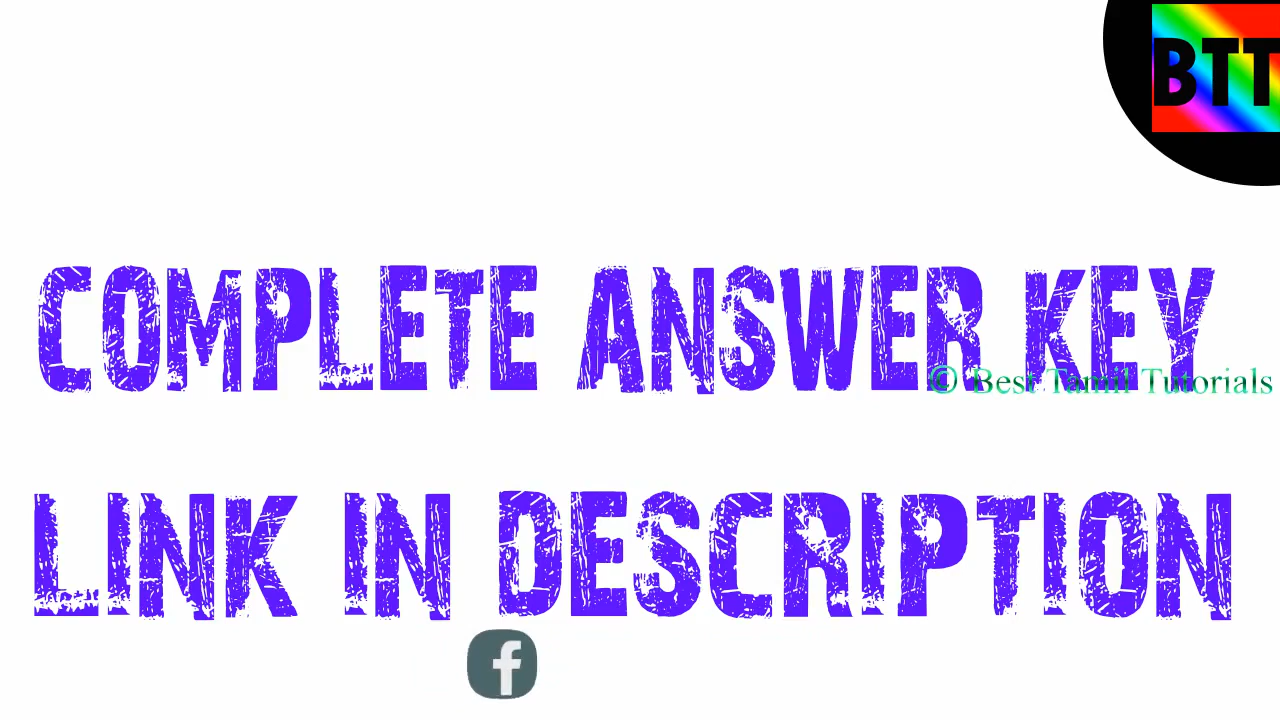 BTT
COMPLETE ANSWER KEY
© Best Tamil Tutorials
LINK IN DESCRIPTION
f